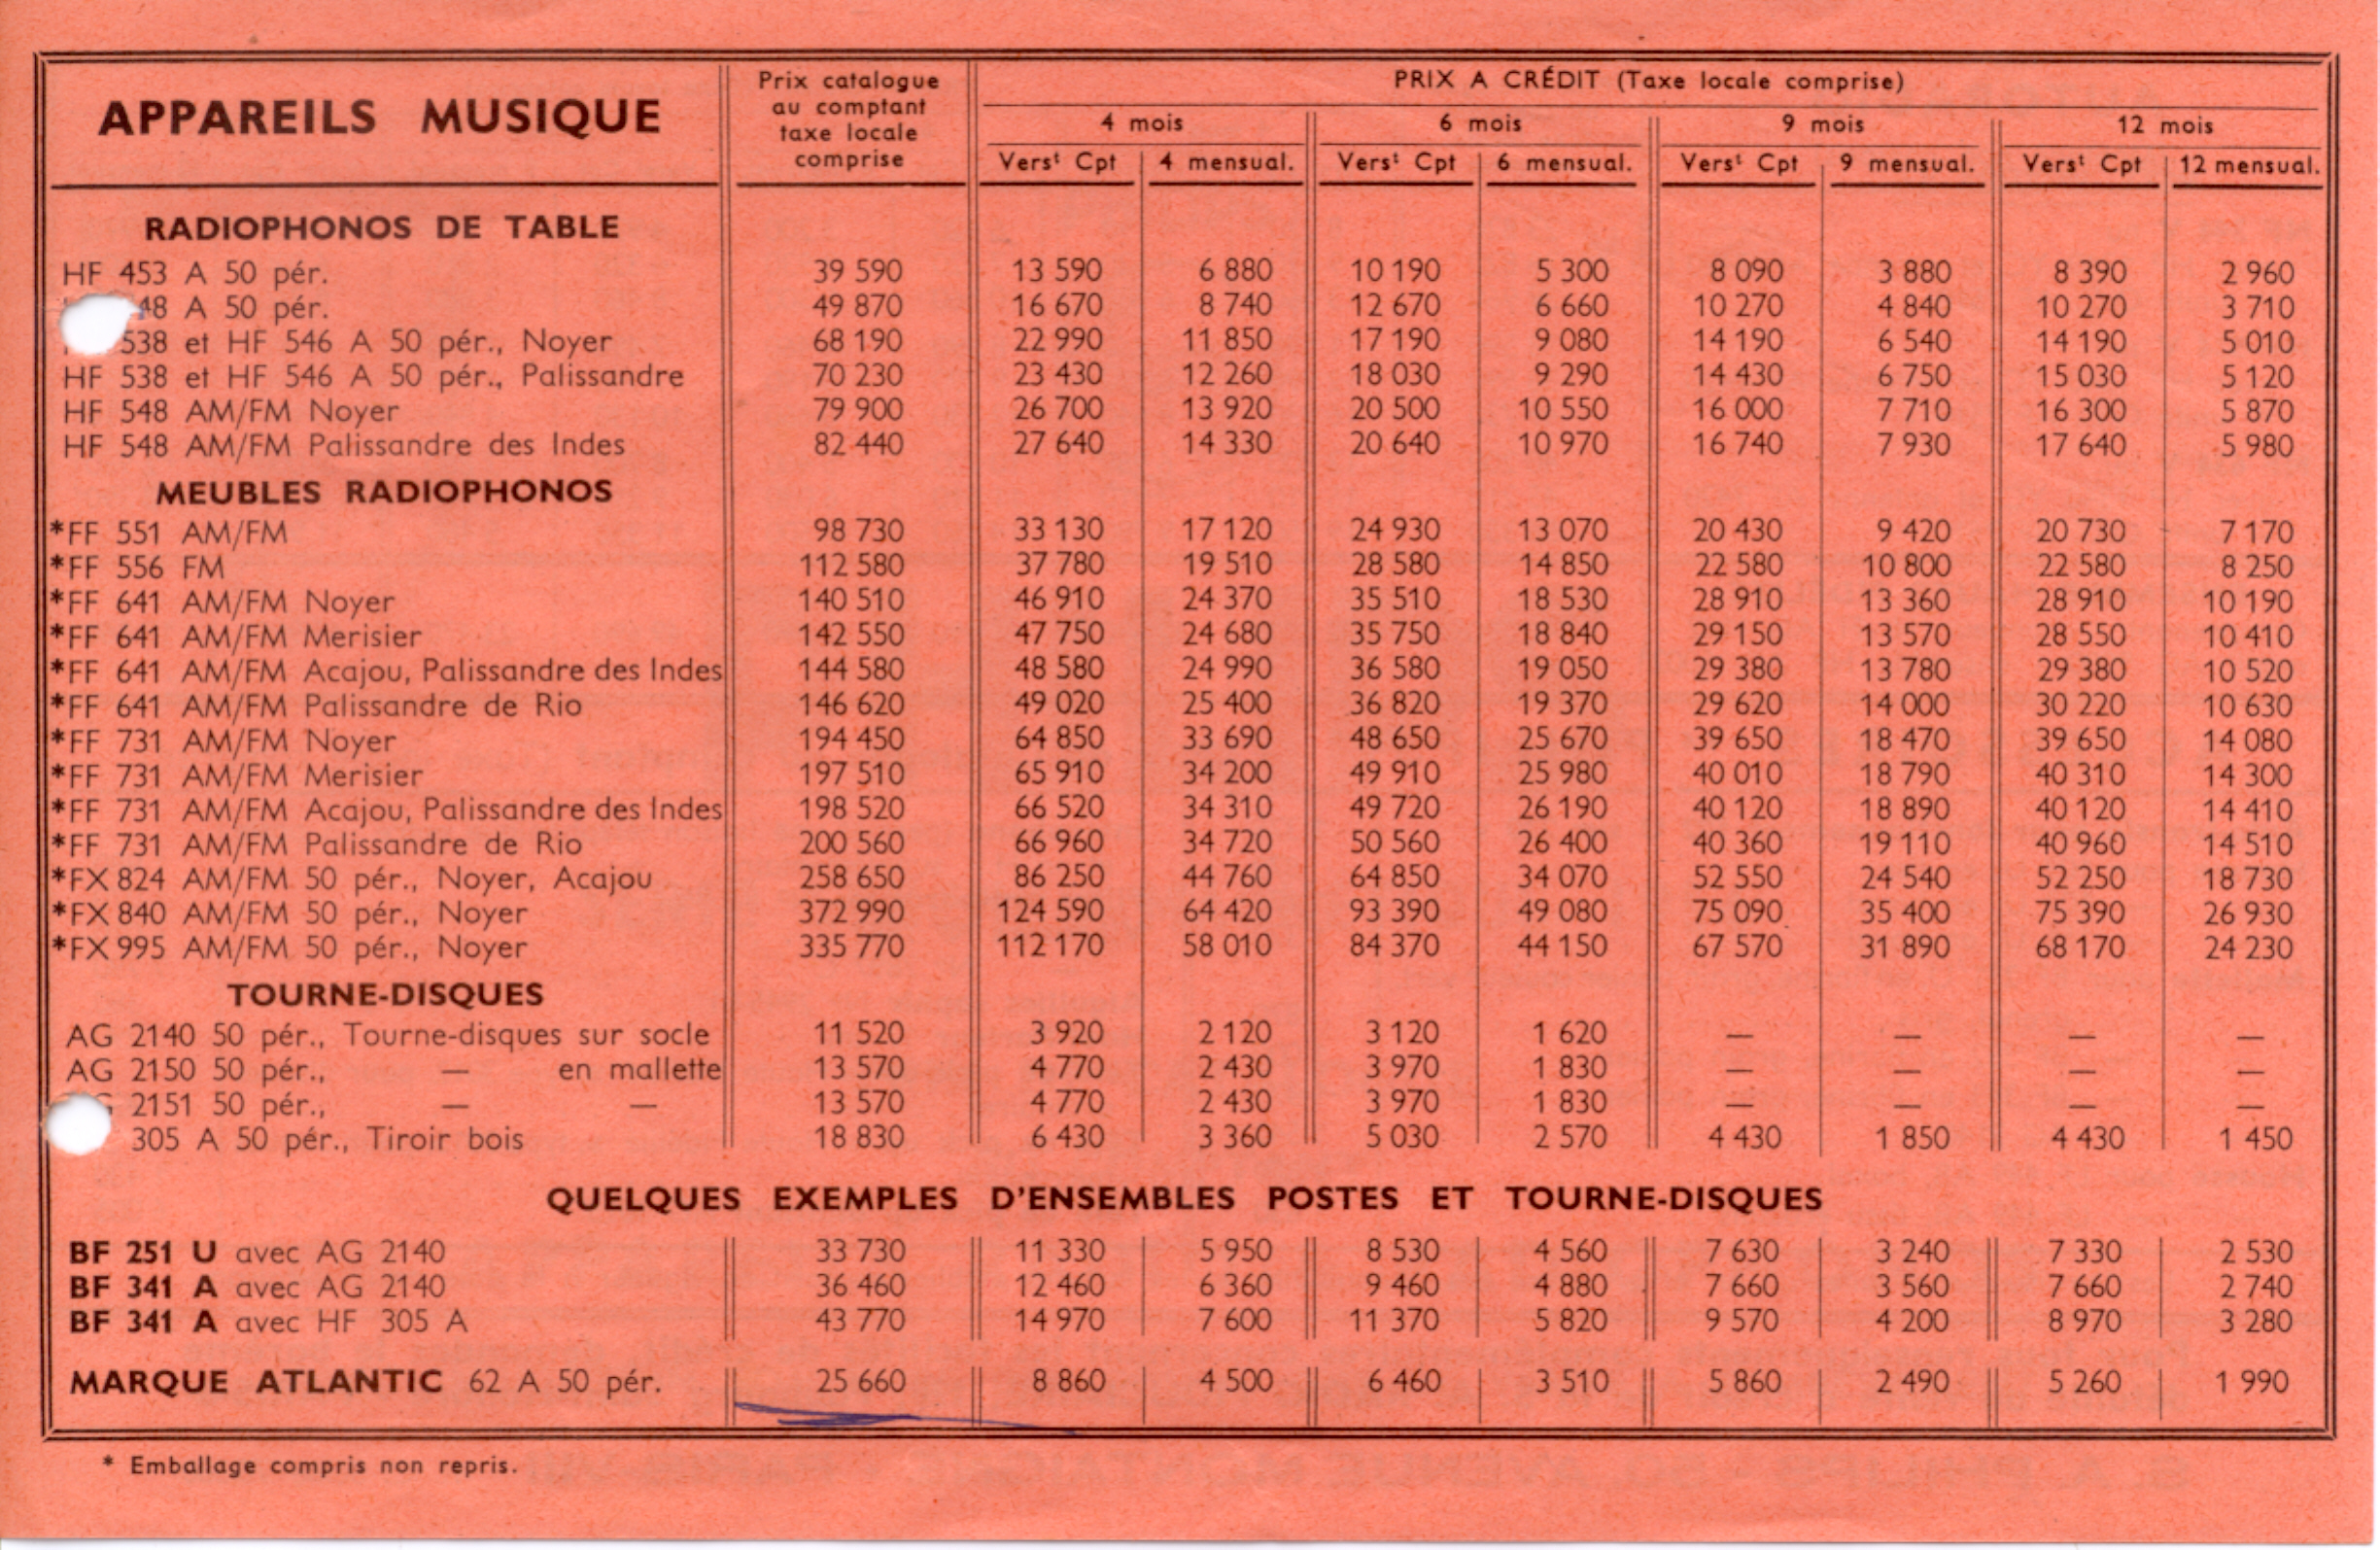 APPAREILS MUSIQUE
Prix catalogue
au comptant
taxe locale
comprise
PRIX A CRÉDIT (Taxe locale comprise)
4 mois 6 mois 9 mois 12 mois
Versᵗ Cpt 4 mensual. Versᵗ Cpt 6 mensual. Versᵗ Cpt 9 mensual. Versᵗ Cpt 12 mensual.
RADIOPHONOS DE TABLE
HF 453 A 50 pér. 39 590 13 590 6 880 10 190 5 300 8 090 3 880 8 390 2 960
48 A 50 pér. 49 870 16 670 8 740 12 670 6 660 10 270 4 840 10 270 3 710
538 et HF 546 A 50 pér., Noyer 68 190 22 990 11 850 17 190 9 080 14 190 6 540 14 190 5 010
HF 538 et HF 546 A 50 pér., Palissandre 70 230 23 430 12 260 18 030 9 290 14 430 6 750 15 030 5 120
HF 548 AM/FM Noyer 79 900 26 700 13 920 20 500 10 550 16 000 7 710 16 300 5 870
HF 548 AM/FM Palissandre des Indes 82 440 27 640 14 330 20 640 10 970 16 740 7 930 17 640 5 980
MEUBLES RADIOPHONOS
*FF 551 AM/FM 98 730 33 130 17 120 24 930 13 070 20 430 9 420 20 730 7 170
*FF 556 FM 112 580 37 780 19 510 28 580 14 850 22 580 10 800 22 580 8 250
*FF 641 AM/FM Noyer 140 510 46 910 24 370 35 510 18 530 28 910 13 360 28 910 10 190
*FF 641 AM/FM Merisier 142 550 47 750 24 680 35 750 18 840 29 150 13 570 28 550 10 410
*FF 641 AM/FM Acajou, Palissandre des Indes 144 580 48 580 24 990 36 580 19 050 29 380 13 780 29 380 10 520
*FF 641 AM/FM Palissandre de Rio 146 620 49 020 25 400 36 820 19 370 29 620 14 000 30 220 10 630
*FF 731 AM/FM Noyer 194 450 64 850 33 690 48 650 25 670 39 650 18 470 39 650 14 080
*FF 731 AM/FM Merisier 197 510 65 910 34 200 49 910 25 980 40 010 18 790 40 310 14 300
*FF 731 AM/FM Acajou, Palissandre des Indes 198 520 66 520 34 310 49 720 26 190 40 120 18 890 40 120 14 410
*FF 731 AM/FM Palissandre de Rio 200 560 66 960 34 720 50 560 26 400 40 360 19 110 40 960 14 510
*FX 824 AM/FM 50 pér., Noyer, Acajou 258 650 86 250 44 760 64 850 34 070 52 550 24 540 52 250 18 730
*FX 840 AM/FM 50 pér., Noyer 372 990 124 590 64 420 93 390 49 080 75 090 35 400 75 390 26 930
*FX 995 AM/FM 50 pér., Noyer 335 770 112 170 58 010 84 370 44 150 67 570 31 890 68 170 24 230
TOURNE-DISQUES
AG 2140 50 pér., Tourne-disques sur socle 11 520 3 920 2 120 3 120 1 620 — — — —
AG 2150 50 pér., — en mallette 13 570 4 770 2 430 3 970 1 830 — — — —
G 2151 50 pér., — — 13 570 4 770 2 430 3 970 1 830 — — — —
305 A 50 pér., Tiroir bois 18 830 6 430 3 360 5 030 2 570 4 430 1 850 4 430 1 450
QUELQUES EXEMPLES D'ENSEMBLES POSTES ET TOURNE-DISQUES
BF 251 U avec AG 2140 33 730 11 330 5 950 8 530 4 560 7 630 3 240 7 330 2 530
BF 341 A avec AG 2140 36 460 12 460 6 360 9 460 4 880 7 660 3 560 7 660 2 740
BF 341 A avec HF 305 A 43 770 14 970 7 600 11 370 5 820 9 570 4 200 8 970 3 280
MARQUE ATLANTIC 62 A 50 pér. 25 660 8 860 4 500 6 460 3 510 5 860 2 490 5 260 1 990
* Emballage compris non repris.